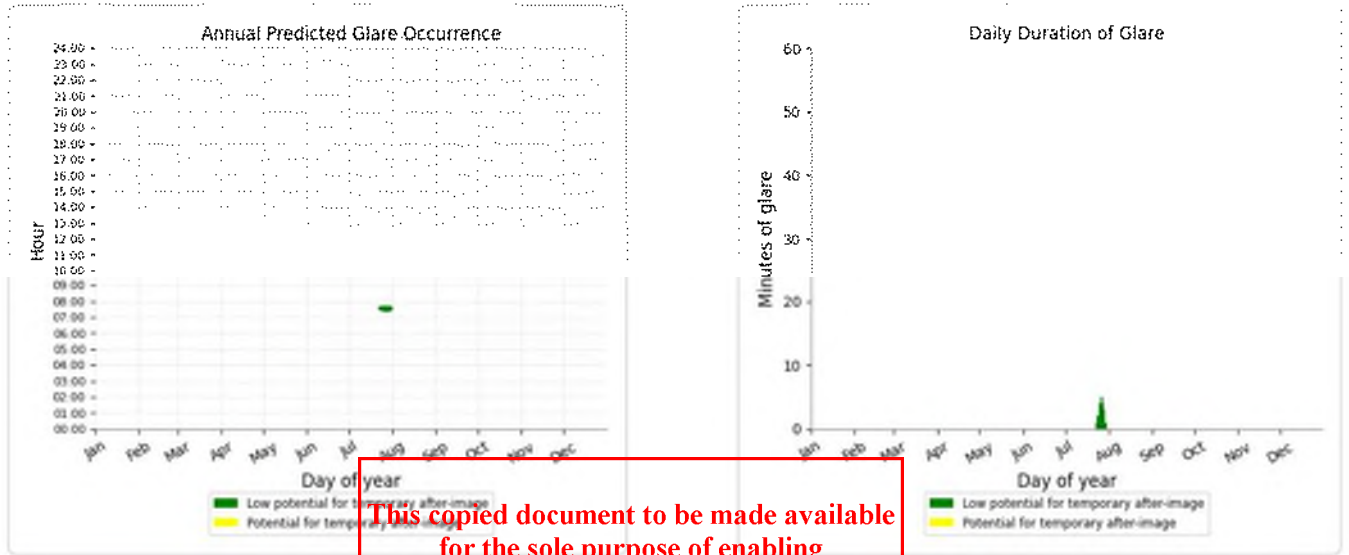 Annual Predicted Glare Occurrence
24:00
23:00
22:00
21:00
20:00
19:00
18:00
17:00
16:00
15:00
14:00
13:00
12:00
11:00
10:00
09:00
08:00
07:00
06:00
05:00
04:00
03:00
02:00
01:00
00:00
Hour
Jan Feb Mar Apr May Jun Jul Aug Sep Oct Nov Dec
Day of year
Low potential for temporary after-image
Potential for temporary after-image
Daily Duration of Glare
60
50
40
30
20
10
0
Minutes of glare
Jan Feb Mar Apr May Jun Jul Aug Sep Oct Nov Dec
Day of year
Low potential for temporary after-image
Potential for temporary after-image
This copied document to be made available
for the sole purpose of enabling